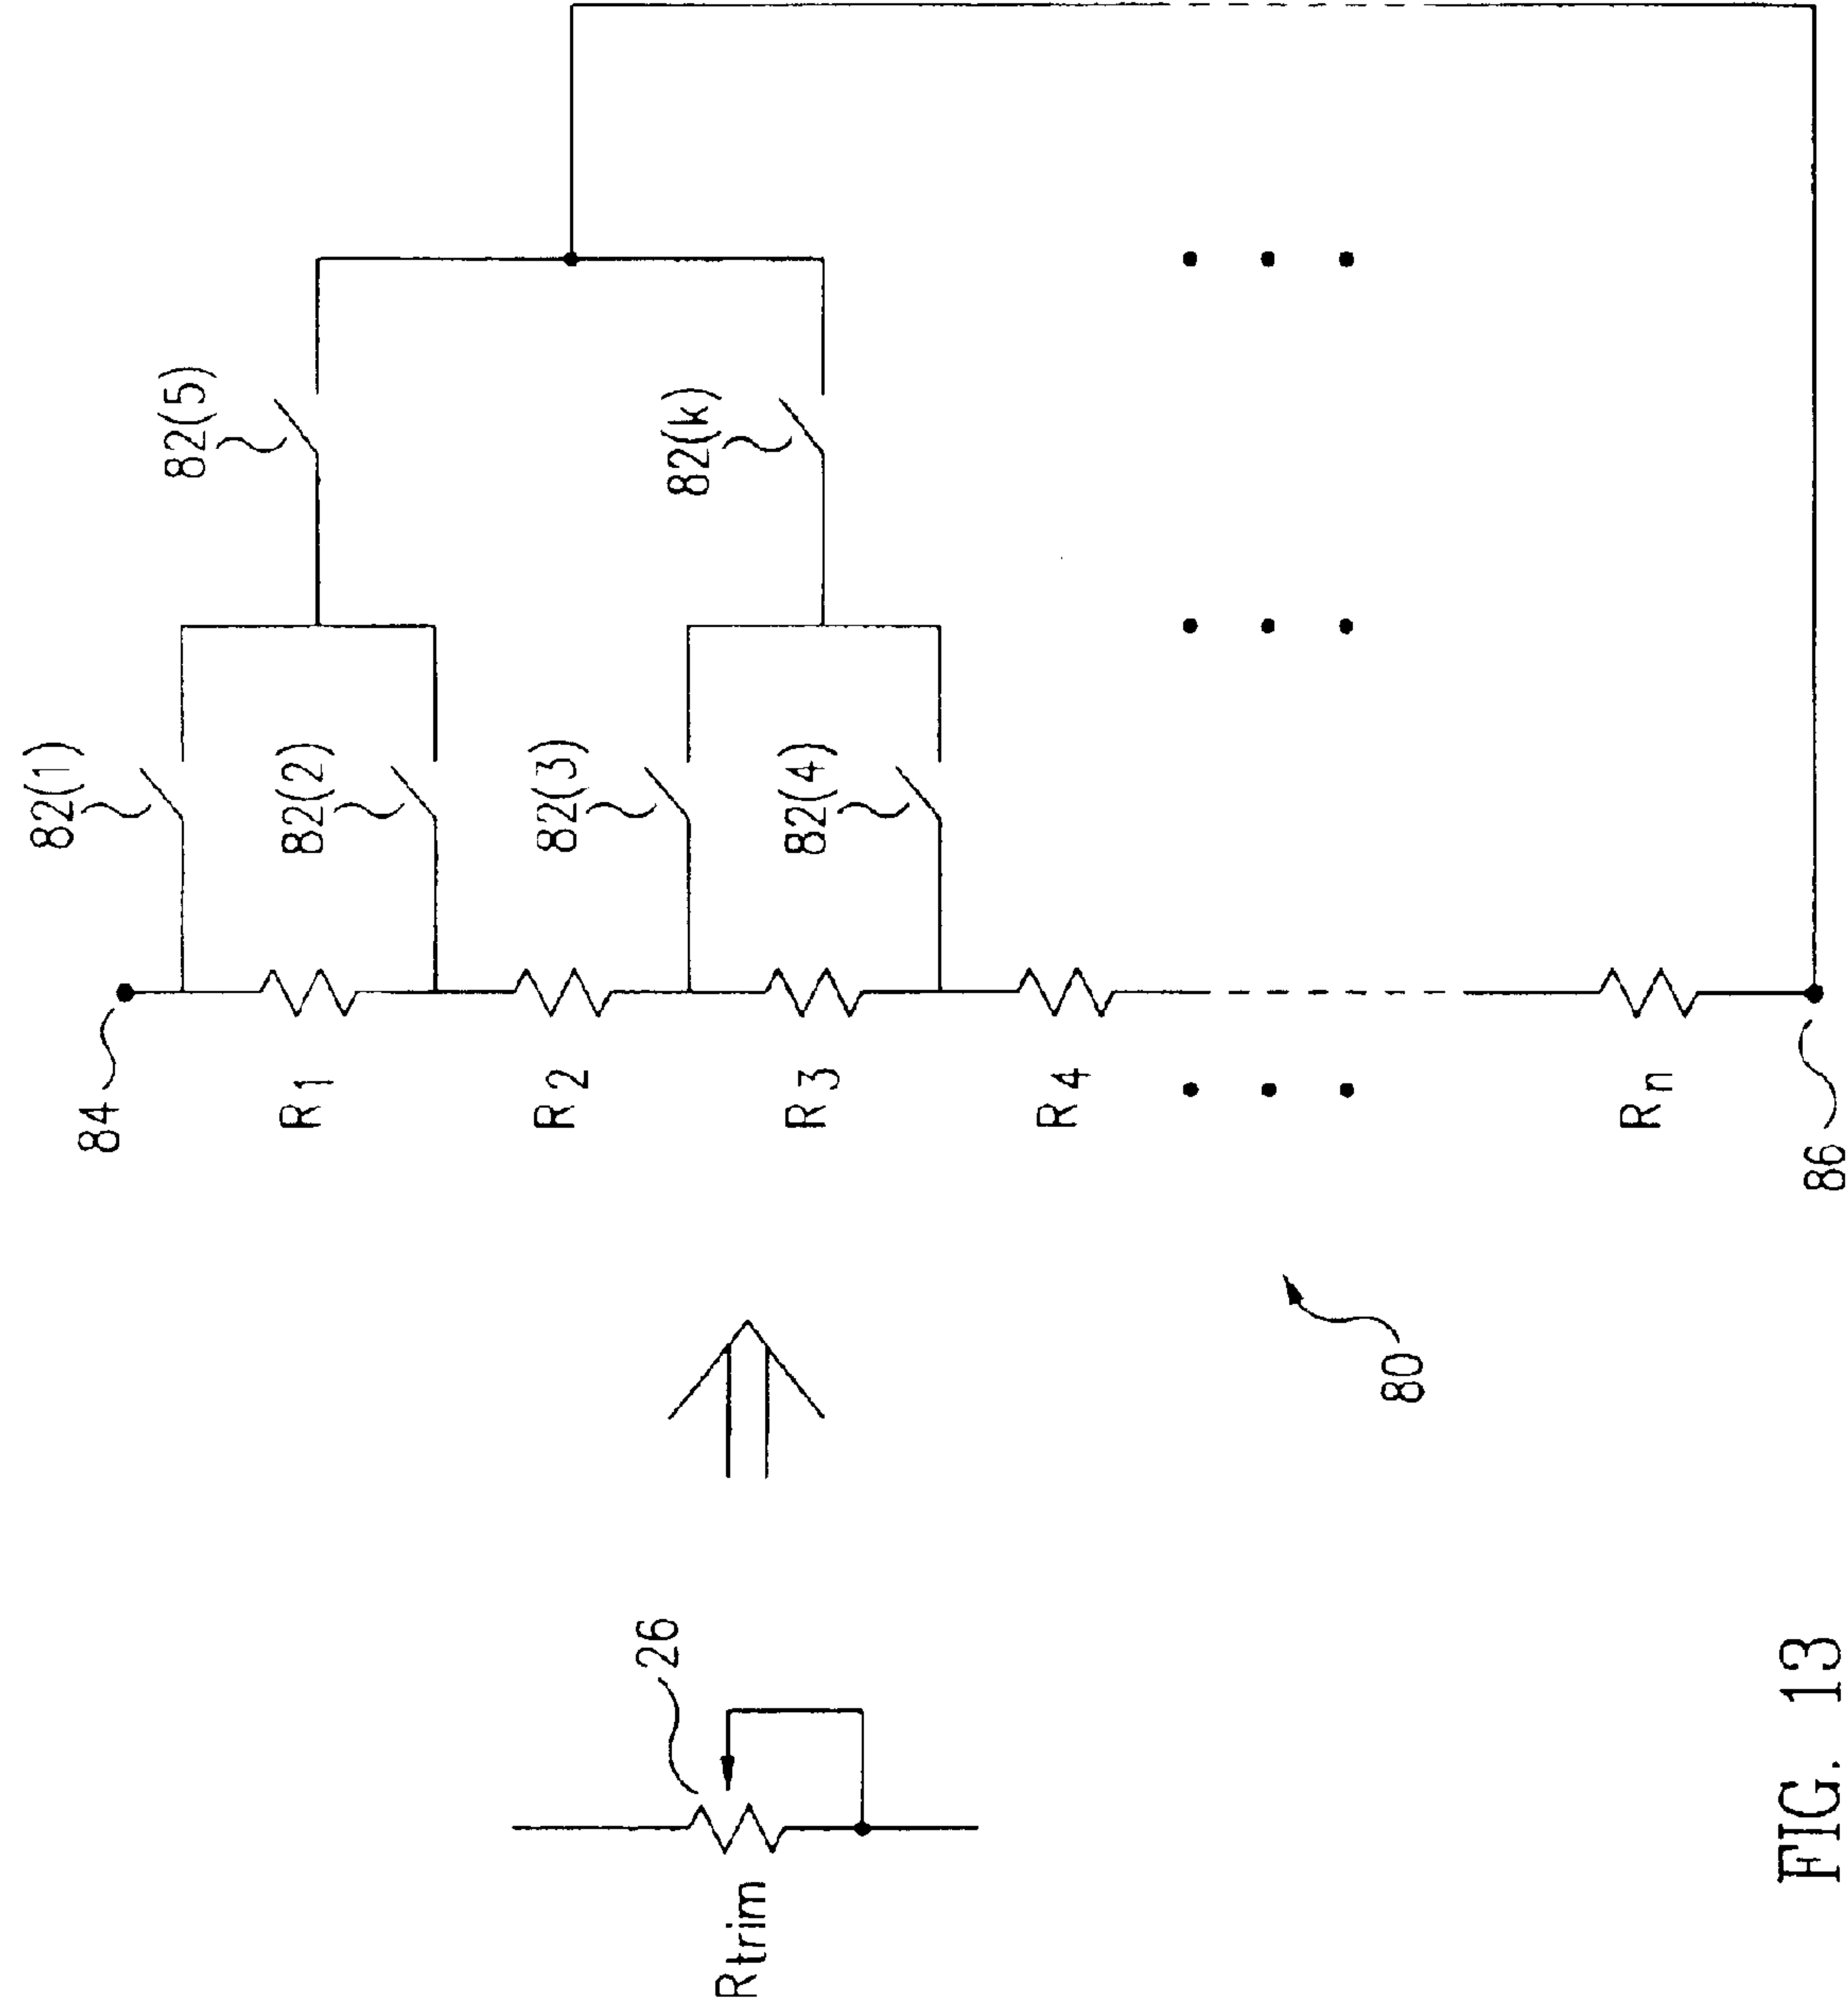 82(1)
82(2)
82(3)
82(4)
82(5)
82(k)
84
R1
R2
R3
R4
Rn
86
80
26
Rtrim
FIG. 13